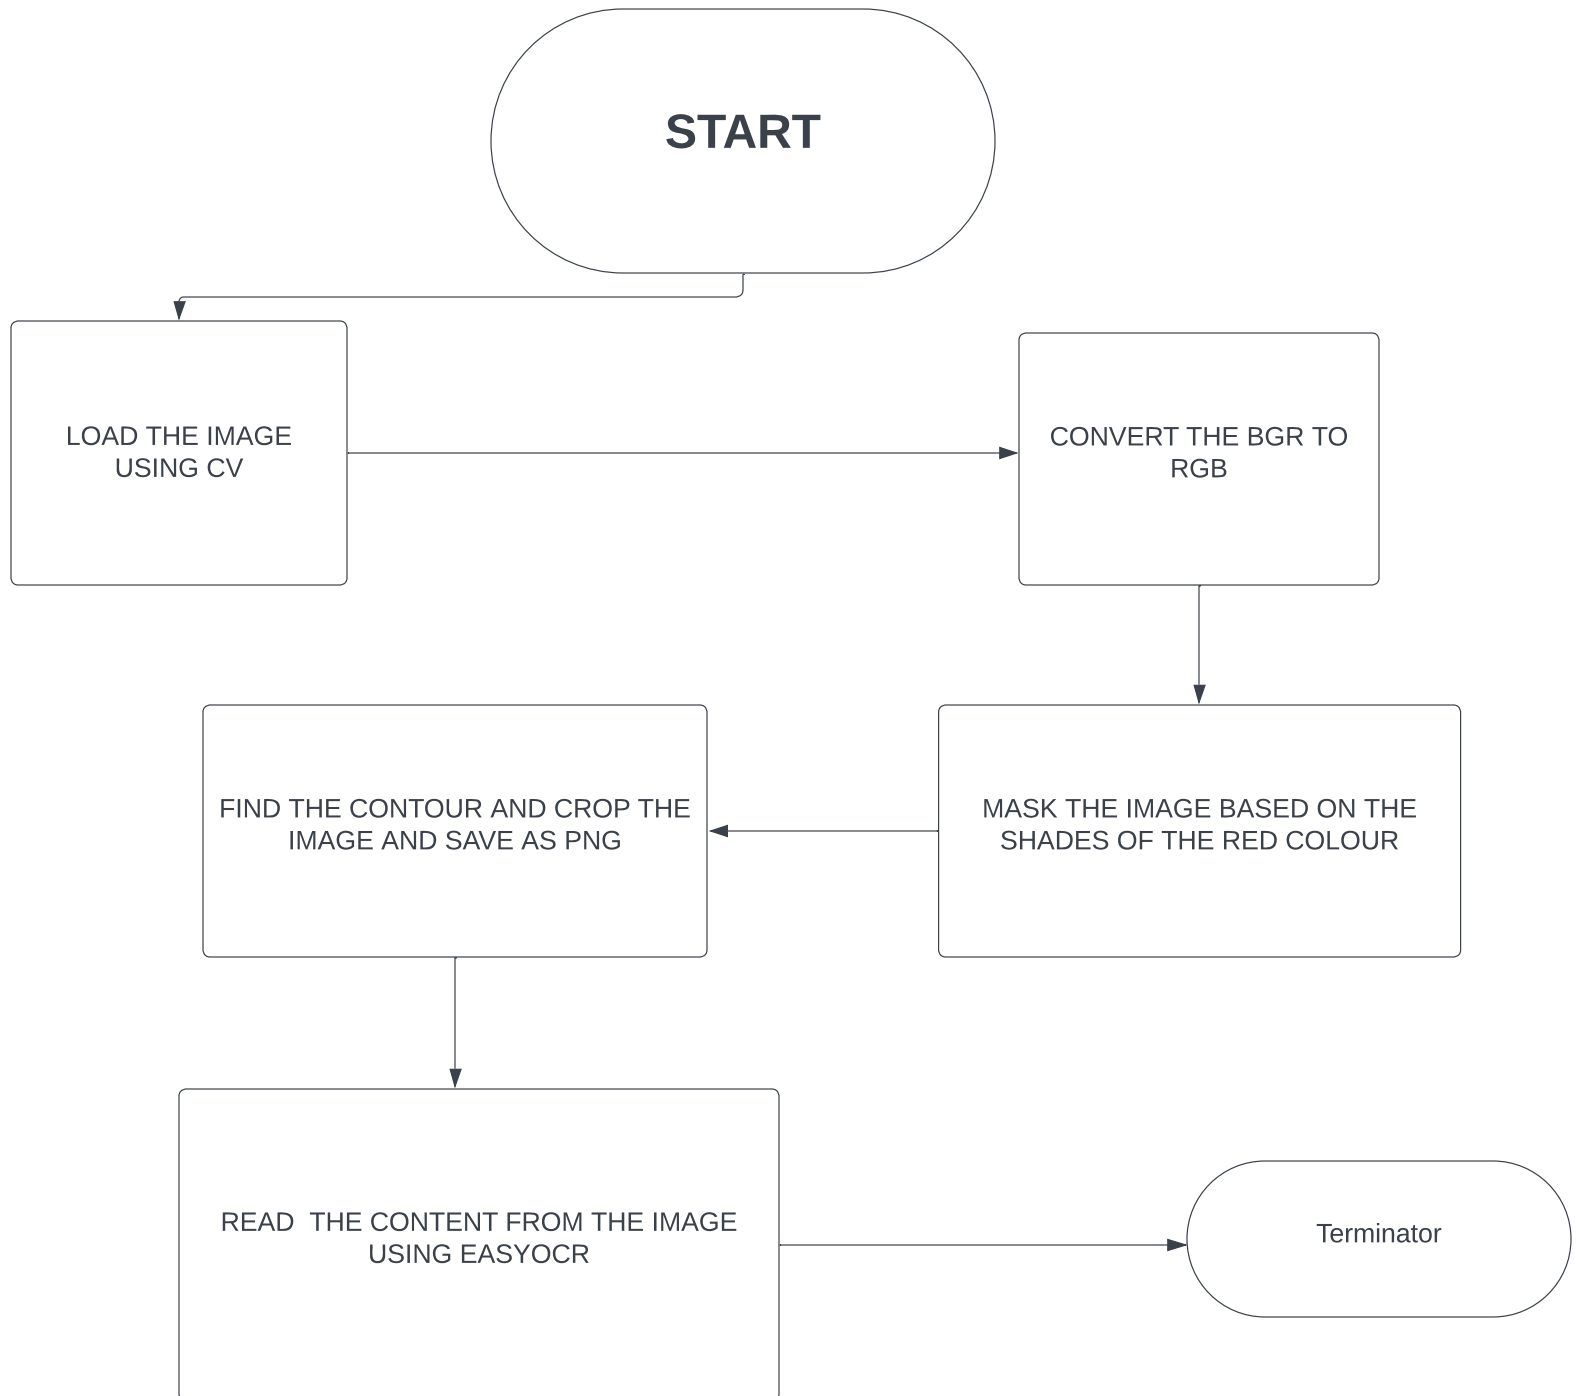 START
LOAD THE IMAGE
USING CV
CONVERT THE BGR TO
RGB
MASK THE IMAGE BASED ON THE
SHADES OF THE RED COLOUR
FIND THE CONTOUR AND CROP THE
IMAGE AND SAVE AS PNG
READ  THE CONTENT FROM THE IMAGE
USING EASYOCR
Terminator